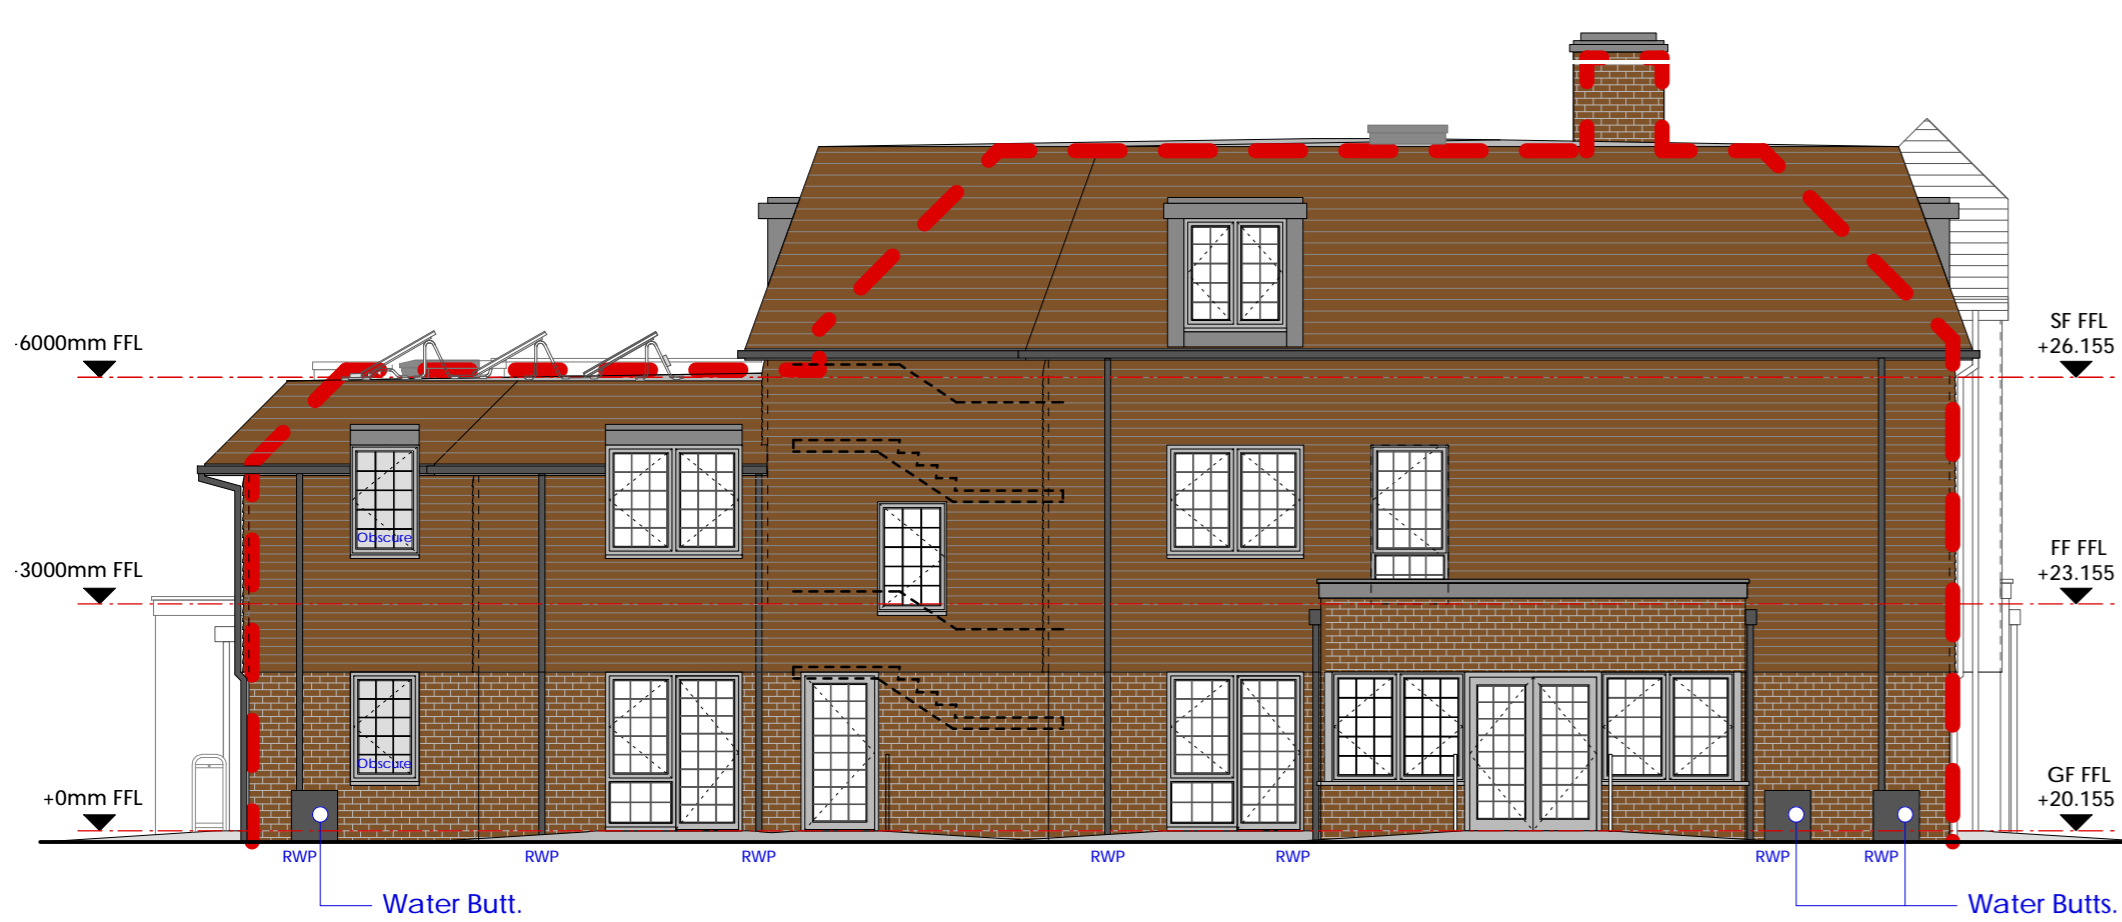 -6000mm FFL
SF FFL
+26.155
Obscure
-3000mm FFL
FF FFL
+23.155
Obscure
+0mm FFL
GF FFL
+20.155
RWP RWP RWP RWP RWP RWP RWP
Water Butt.
Water Butts.